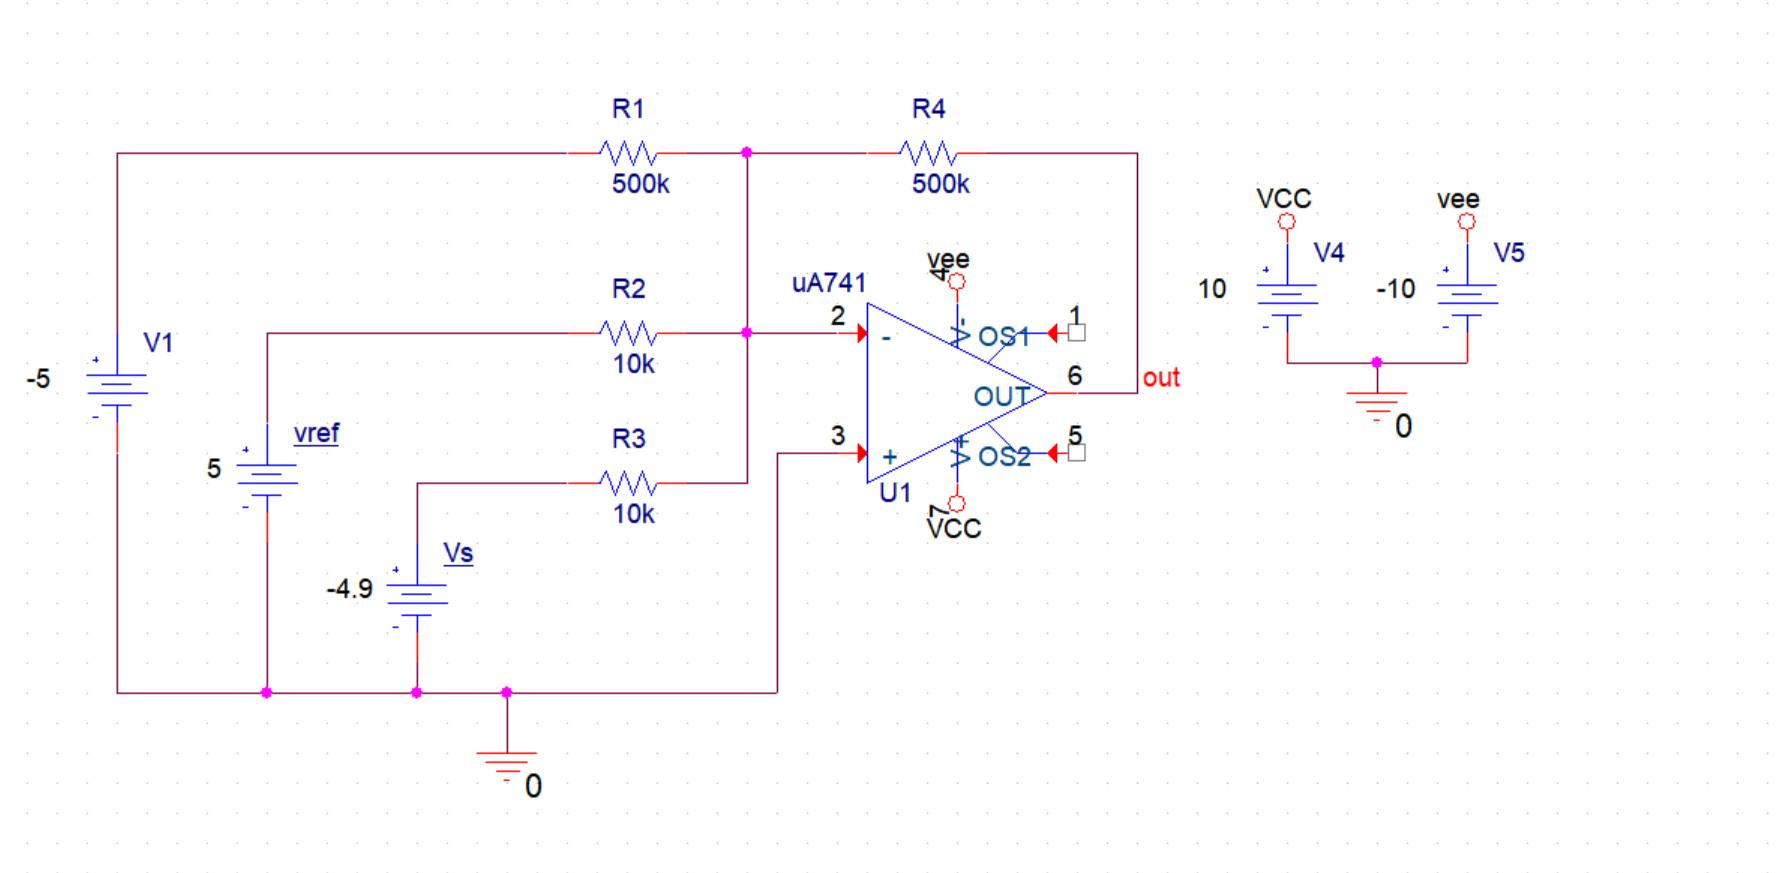 R1
R4
500k
500k
VCC
vee
V4
V5
10
-10
+
-
+
-
0
vee
4
uA741
R2
2
-
V-
OS1
1
10k
V1
-5
+
-
6
out
OUT
vref
5
+
-
R3
3
+
V+
OS2
5
10k
U1
7
VCC
Vs
-4.9
+
-
0